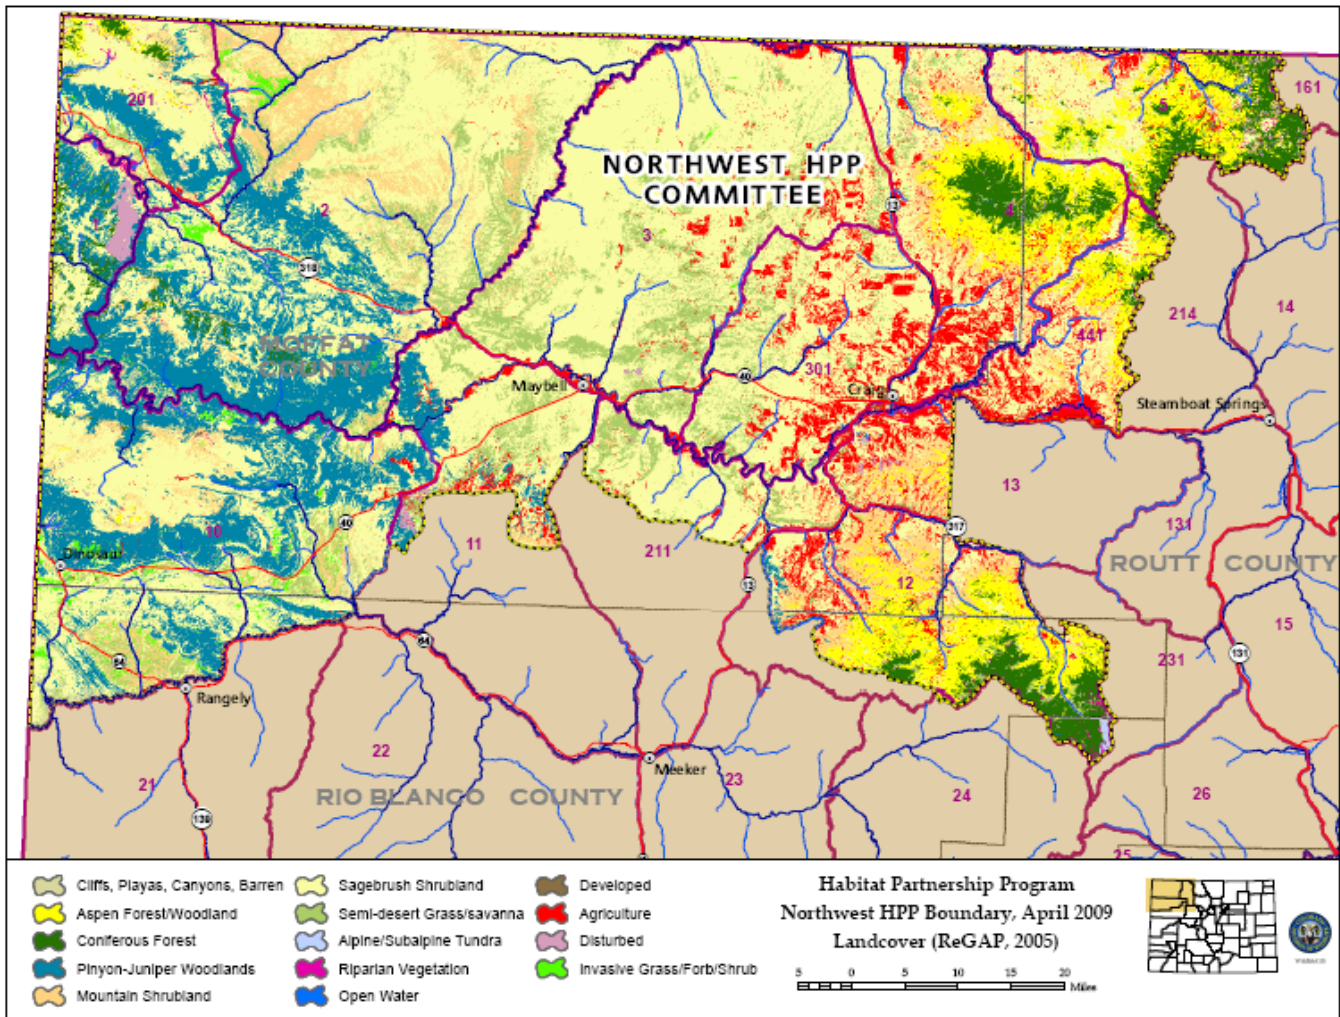 161
201
NORTHWEST HPP
COMMITTEE
5
4
2
3
13
1
318
214
14
441
MOFFAT
COUNTY
301
40
Maybell
Craig
Steamboat Springs
13
317
131
10
40
11
211
Dinosaur
12
13
ROUTT COUNTY
15
64
64
231
131
Rangely
22
Meeker
23
21
24
26
RIO BLANCO COUNTY
139
25
Cliffs, Playas, Canyons, Barren
Aspen Forest/Woodland
Coniferous Forest
Pinyon-Juniper Woodlands
Mountain Shrubland
Sagebrush Shrubland
Semi-desert Grass/savanna
Alpine/Subalpine Tundra
Riparian Vegetation
Open Water
Developed
Agriculture
Disturbed
Invasive Grass/Forb/Shrub
Habitat Partnership Program
Northwest HPP Boundary, April 2009
Landcover (ReGAP, 2005)
5 0 5 10 15 20
Miles